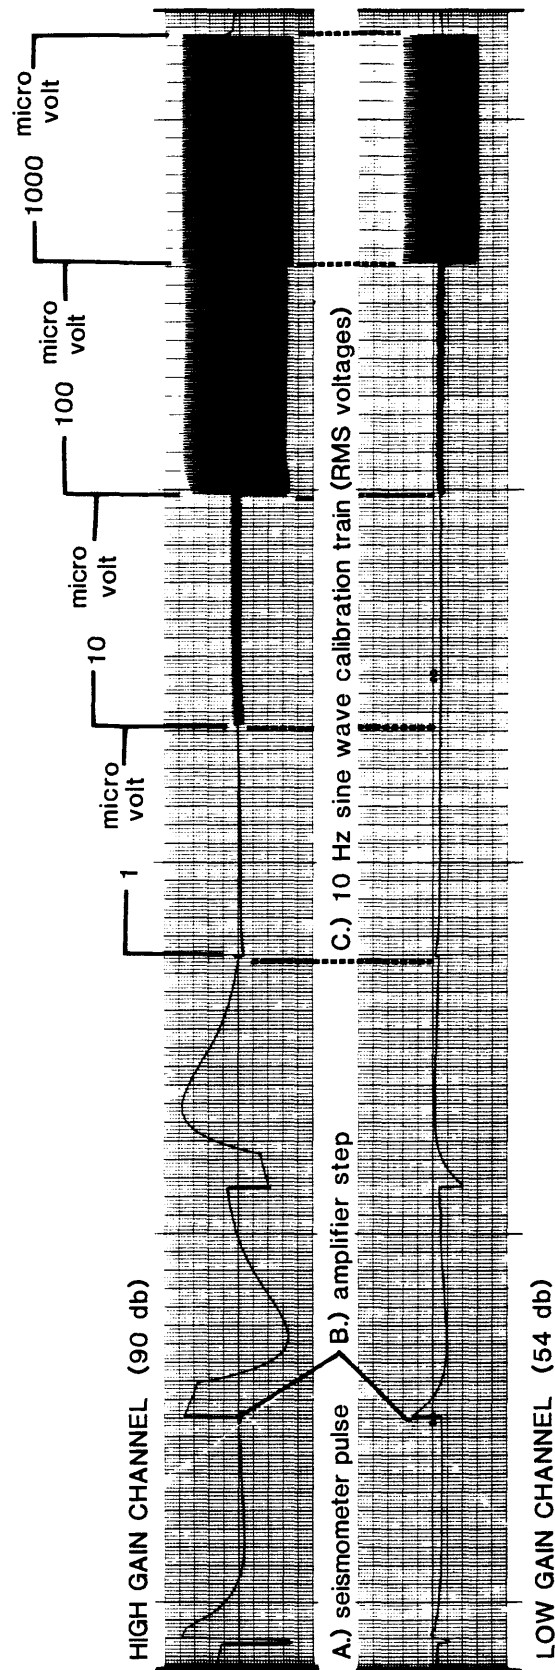 HIGH GAIN CHANNEL (90 db)
1 micro volt
10 micro volt
100 micro volt
1000 micro volt
A.) seismometer pulse
B.) amplifier step
C.) 10 Hz sine wave calibration train (RMS voltages)
LOW GAIN CHANNEL (54 db)